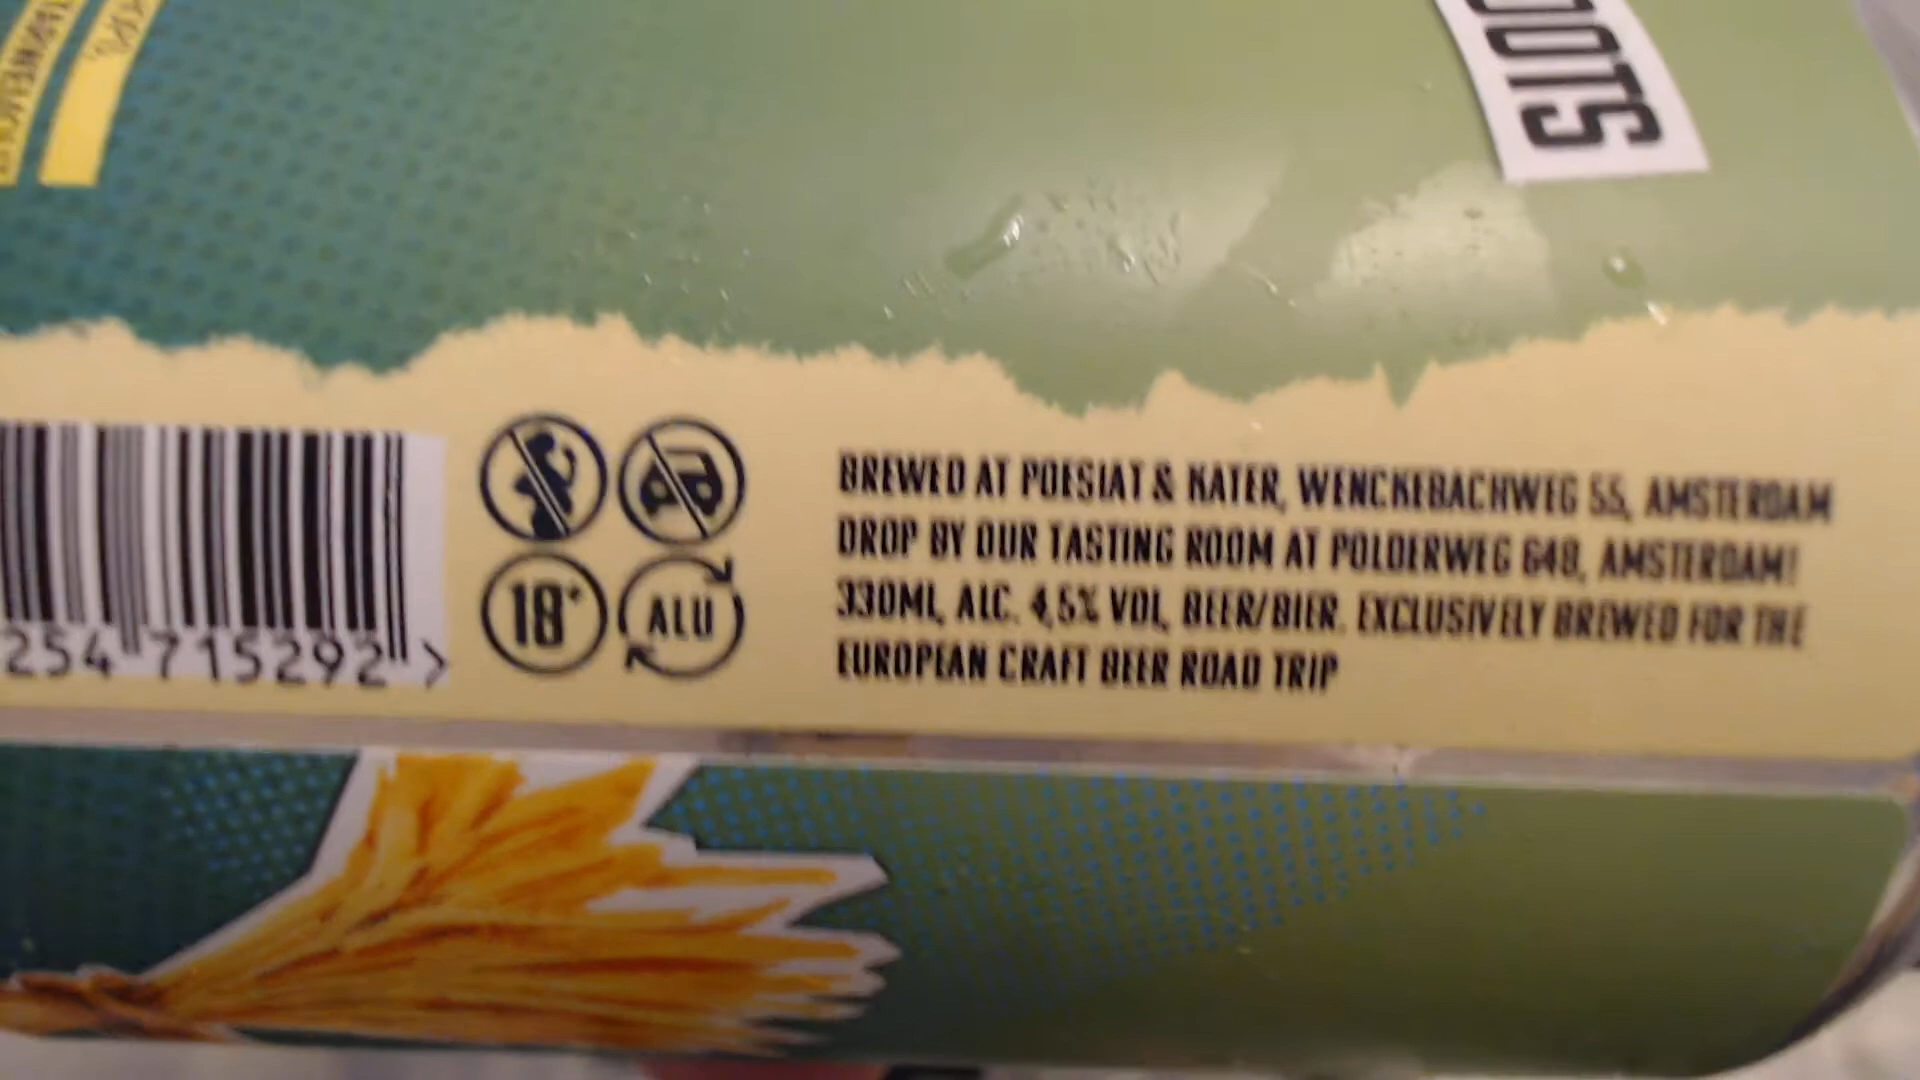 OOTS
254 715292 >
18+
ALU
BREWED AT POESIAT & KATER, WENCKEBACHWEG 55, AMSTERDAM
DROP BY OUR TASTING ROOM AT POLDERWEG 648, AMSTERDAM!
330ML, ALC. 4,5% VOL, BEER/BIER. EXCLUSIVELY BREWED FOR THE
EUROPEAN CRAFT BEER ROAD TRIP